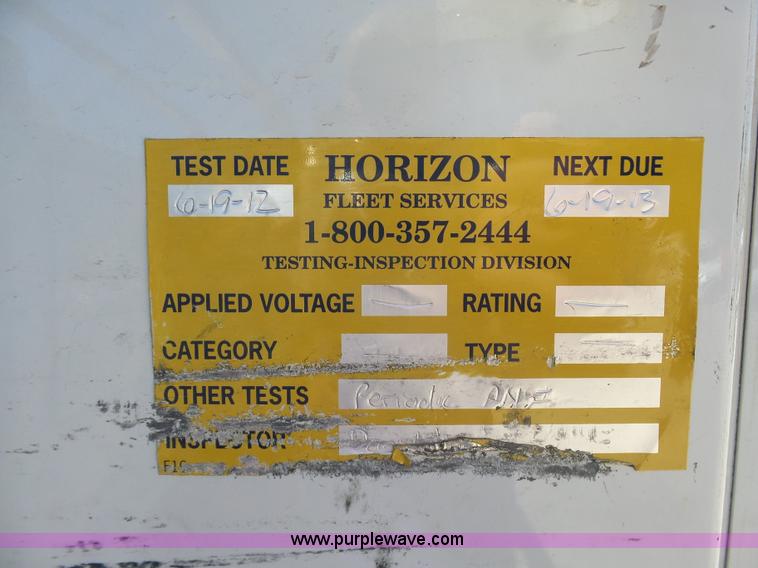 TEST DATE HORIZON NEXT DUE
6-19-12 FLEET SERVICES 6-19-13
1-800-357-2444
TESTING-INSPECTION DIVISION
APPLIED VOLTAGE RATING
CATEGORY TYPE
OTHER TESTS Periodic ANSI
INSPECTOR
www.purplewave.com